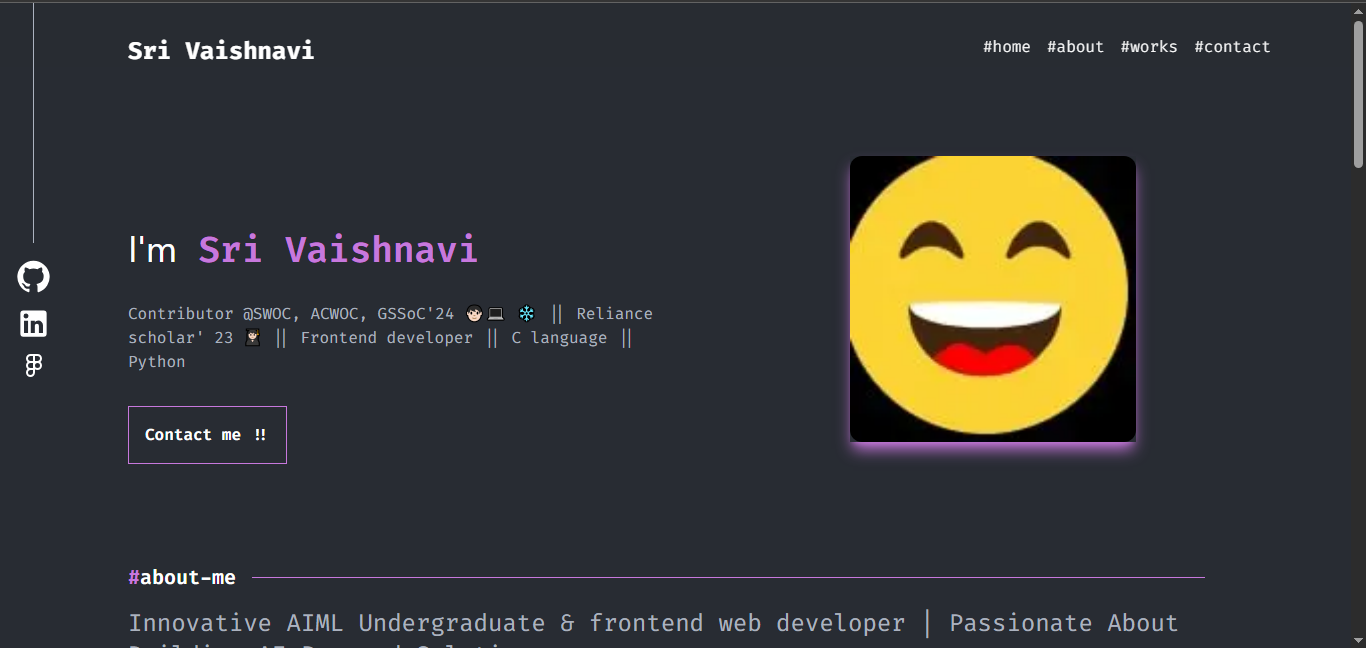 Sri Vaishnavi
#home #about #works #contact
I'm Sri Vaishnavi
Contributor @SWOC, ACWOC, GSSoC'24 🧑🏻‍💻 ❄️ || Reliance
scholar' 23 👩🏻‍🎓 || Frontend developer || C language ||
Python
Contact me !!
#about-me
Innovative AIML Undergraduate & frontend web developer | Passionate About